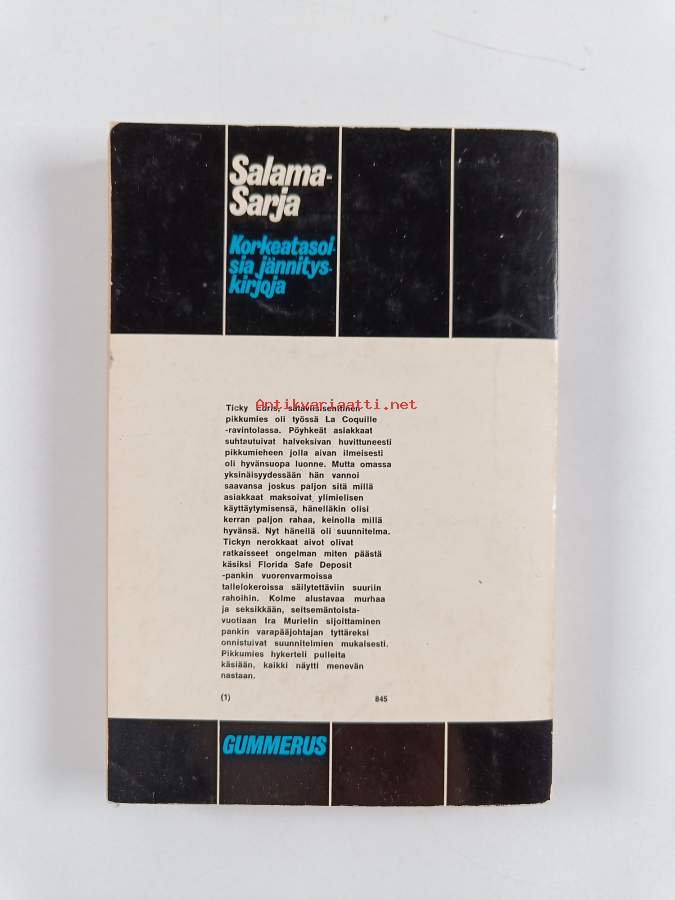 Salama-
Sarja
Korkeatasoi-
sia jännitys-
kirjoja
Antikvariaatti.net
Ticky Edris, sataviisisenttinen
pikkumies oli työssä La Coquille
-ravintolassa. Pöyhkeät asiakkaat
suhtautuivat halveksivan huvittuneesti
pikkumieheen jolla aivan ilmeisesti
oli hyvänsuopa luonne. Mutta omassa
yksinäisyydessään hän vannoi
saavansa joskus paljon sitä millä
asiakkaat maksoivat ylimielisen
käyttäytymisensä, hänelläkin olisi
kerran paljon rahaa, keinolla millä
hyvänsä. Nyt hänellä oli suunnitelma.
Tickyn nerokkaat aivot olivat
ratkaisseet ongelman miten päästä
käsiksi Florida Safe Deposit
-pankin vuorenvarmoissa
tallelokeroissa säilytettäviin suuriin
rahoihin. Kolme alustavaa murhaa
ja seksikkään, seitsemäntoista-
vuotiaan Ira Murielin sijoittaminen
pankin varapääjohtajan tyttäreksi
onnistuivat suunnitelmien mukaisesti.
Pikkumies hykerteli pulleita
käsiään, kaikki näytti menevän
nastaan.
(1) 845
GUMMERUS